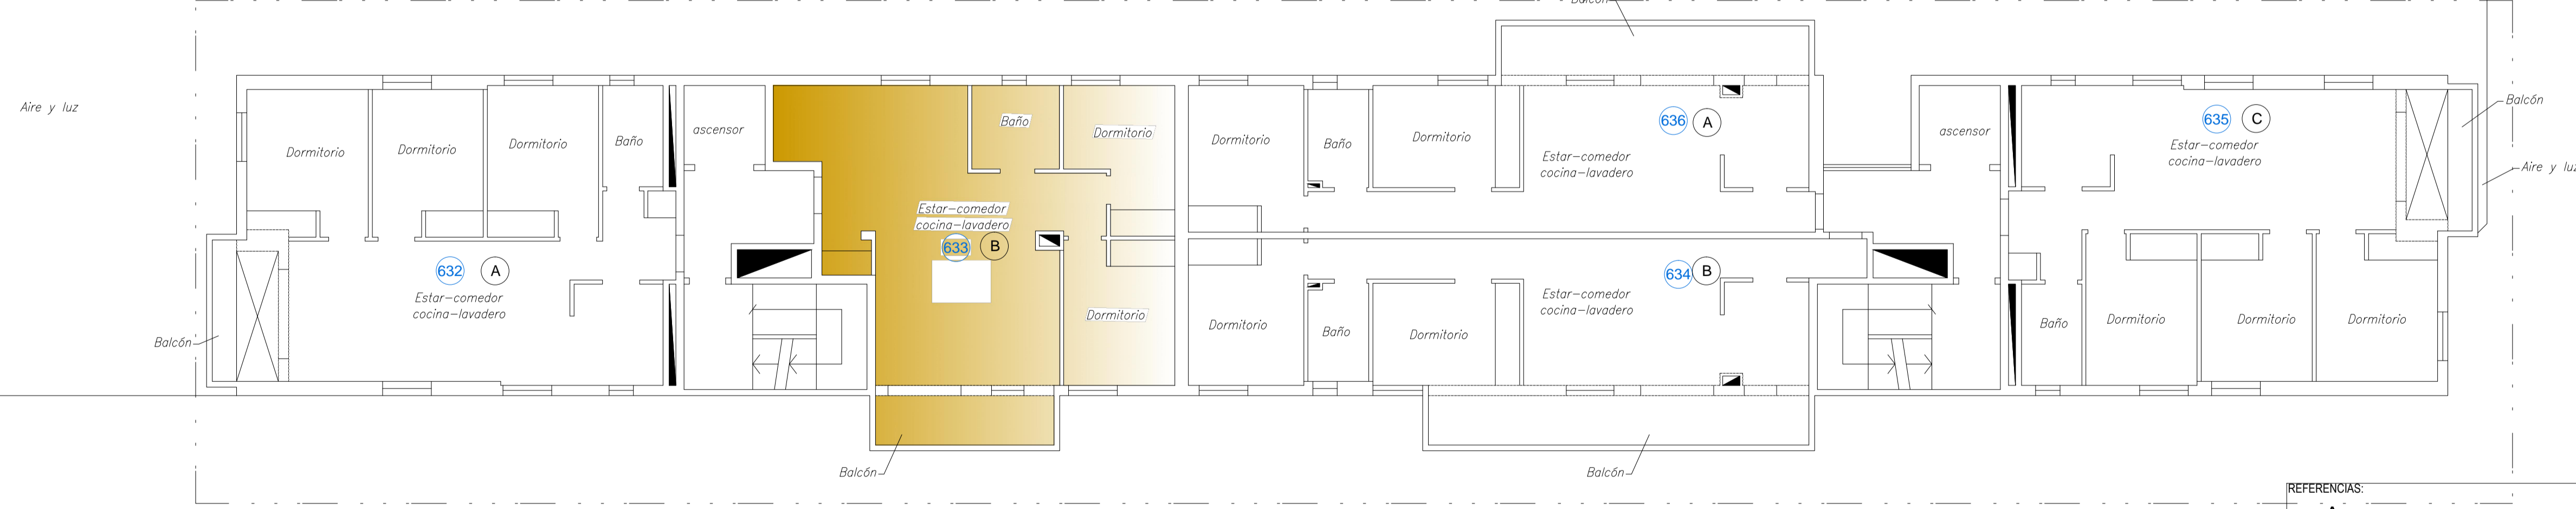 Balcón
Aire y luz
Dormitorio
Dormitorio
Dormitorio
Baño
ascensor
Baño
Dormitorio
Dormitorio
Baño
Dormitorio
636
A
Estar-comedor
cocina-lavadero
ascensor
635
C
Estar-comedor
cocina-lavadero
Balcón
Aire y luz
632
A
Estar-comedor
cocina-lavadero
Balcón
Estar-comedor
cocina-lavadero
633
B
Dormitorio
Dormitorio
Baño
Dormitorio
634
B
Estar-comedor
cocina-lavadero
Baño
Dormitorio
Dormitorio
Dormitorio
Balcón
Balcón
REFERENCIAS: